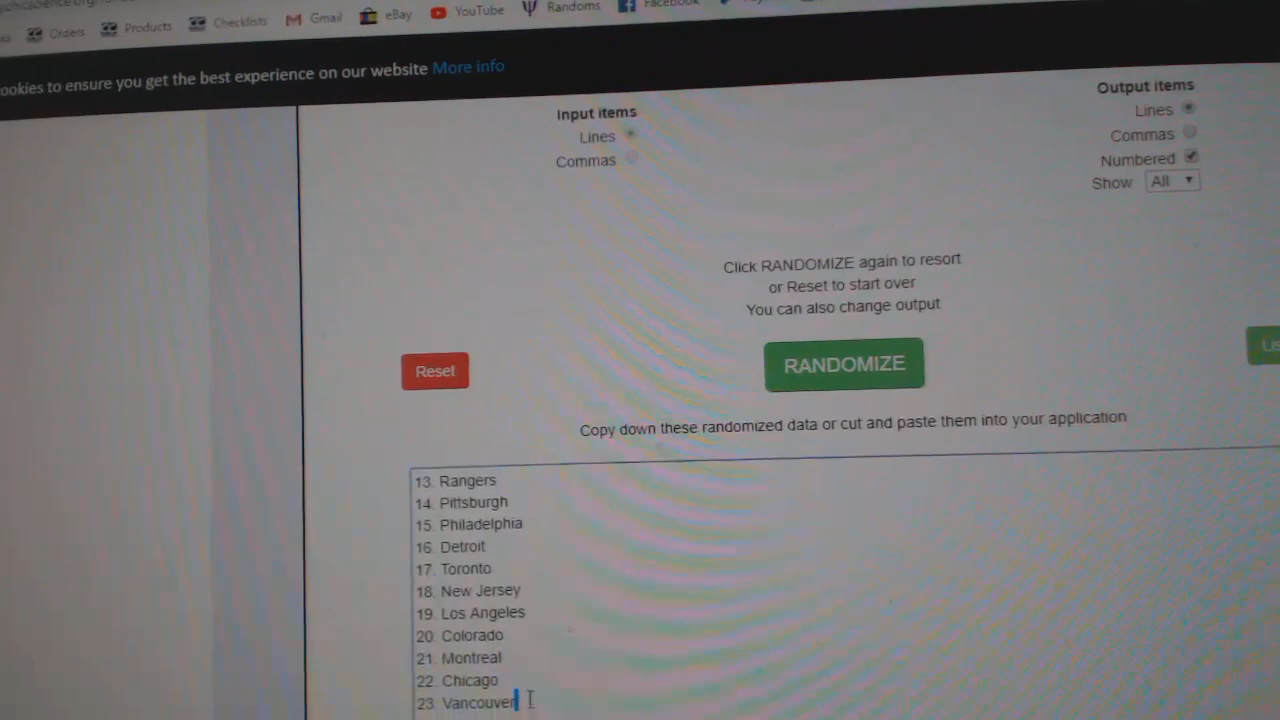 Orders Products Checklists Gmail eBay YouTube Randoms Facebook
ookies to ensure you get the best experience on our website More info
Input items
Lines
Commas
Output items
Lines
Commas
Numbered
Show All
Click RANDOMIZE again to resort
or Reset to start over
You can also change output
Reset
RANDOMIZE
Copy down these randomized data or cut and paste them into your application
13. Rangers
14. Pittsburgh
15. Philadelphia
16. Detroit
17. Toronto
18. New Jersey
19. Los Angeles
20. Colorado
21. Montreal
22. Chicago
23. Vancouver